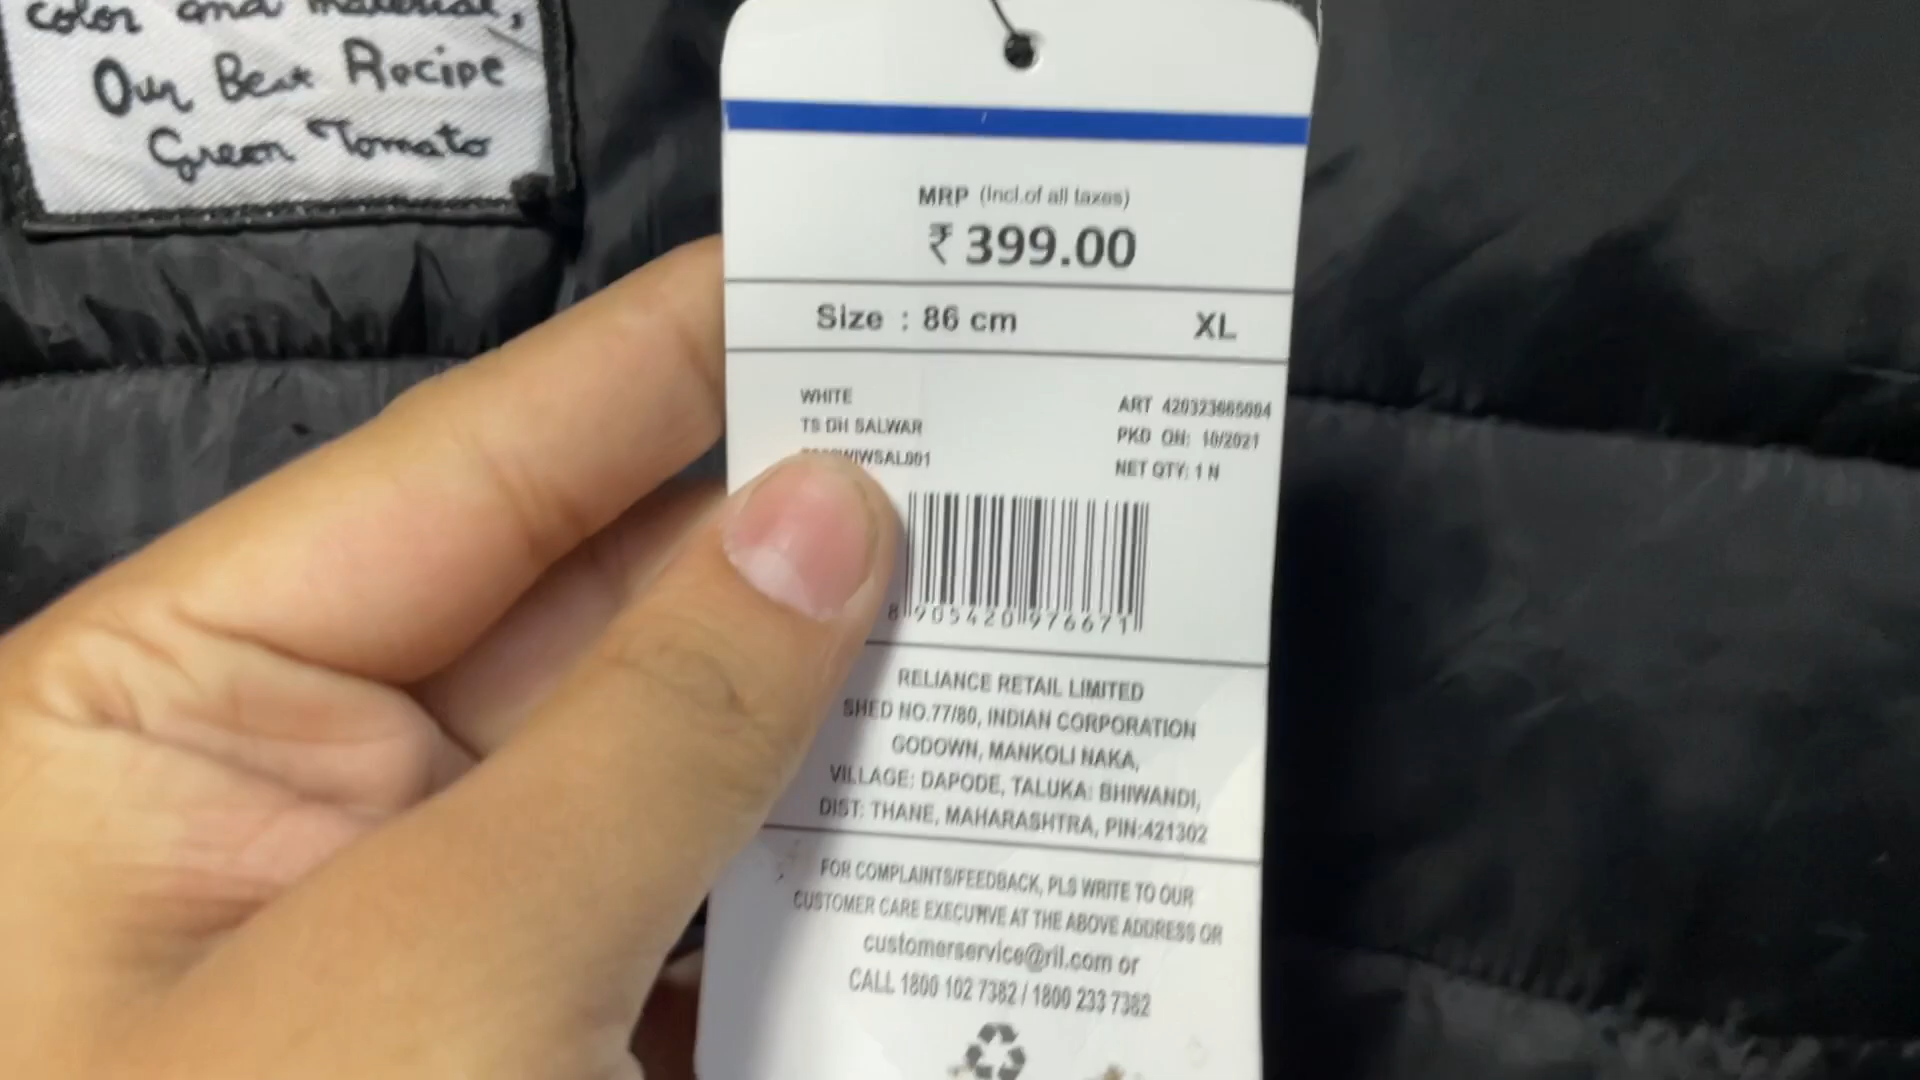 color and material,
Our Best Recipe
Green Tomato
MRP (Incl.of all taxes)
₹ 399.00
Size : 86 cm XL
WHITE
TS DH SALWAR
ART 420323665004
PKD ON: 10/2021
NET QTY: 1 N
8 905420 976671
RELIANCE RETAIL LIMITED
SHED NO.77/80, INDIAN CORPORATION
GODOWN, MANKOLI NAKA,
VILLAGE: DAPODE, TALUKA: BHIWANDI,
DIST: THANE, MAHARASHTRA, PIN:421302
FOR COMPLAINTS/FEEDBACK, PLS WRITE TO OUR
CUSTOMER CARE EXECUTIVE AT THE ABOVE ADDRESS OR
customerservice@ril.com or
CALL 1800 102 7382 / 1800 233 7382